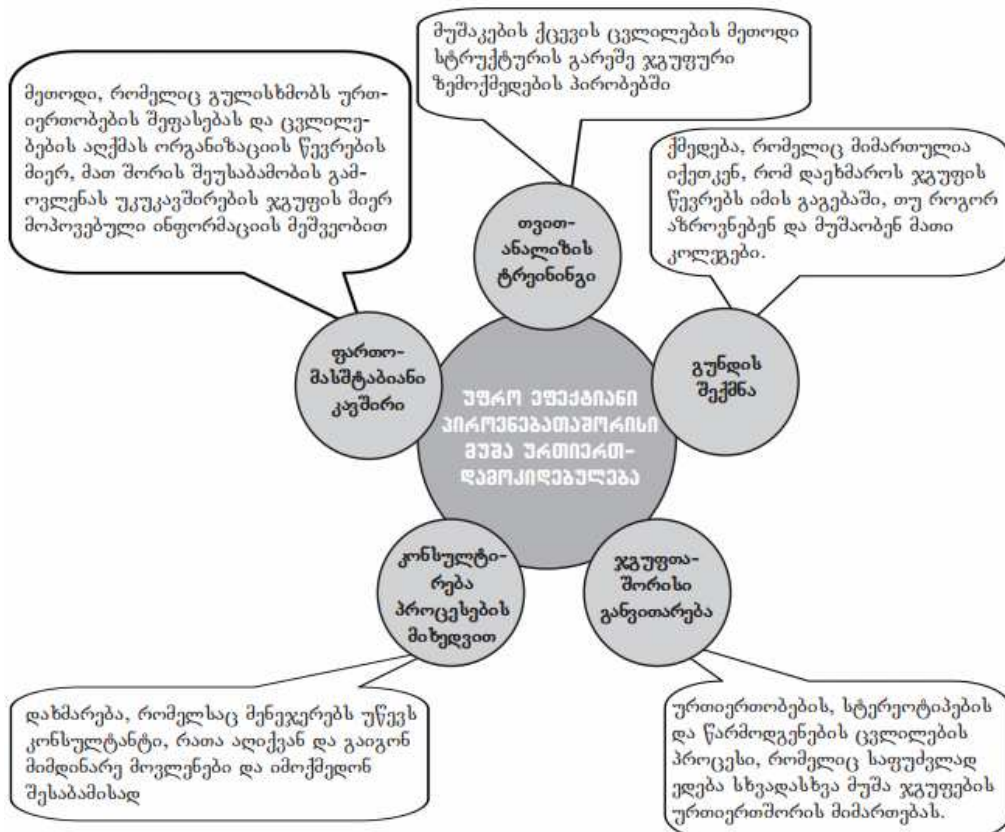 მუშაკების ქცევის ცვლილების მეთოდი
სტრუქტურის გარეშე ჯგუფური
ზემოქმედების პირობებში
მეთოდი, რომელიც გულისხმობს ურთ-
იერთობების შეფასებას და ცვლილე-
ბების აღქმას ორგანიზაციის წევრების
მიერ, მათ შორის შეუსაბამობის გამ-
ოვლენას უკუკავშირების ჯგუფის მიერ
მოპოვებული ინფორმაციის მეშვეობით
ქმედება, რომელიც მიმართულია
იქეთკენ, რომ დაეხმაროს ჯგუფის
წევრებს იმის გაგებაში, თუ როგორ
აზროვნებენ და მუშაობენ მათი
კოლეგები.
თვით-
ანალიზის
ტრეინინგი
ფართო-
მასშტაბიანი
კავშირი
გუნდის
შექმნა
უფრო ეფექტიანი
პიროვნებათაშორისი
მუშა ურთიერთ-
დამოკიდებულება
კონსულტი-
რება
პროცესების
მიხედვით
ჯგუფთა-
შორისი
განვითარება
დახმარება, რომელსაც მენეჯერებს უწევს
კონსულტანტი, რათა აღიქვან და გაიგონ
მიმდინარე მოვლენები და იმოქმედონ
შესაბამისად
ურთიერთობების, სტერეოტიპების
და წარმოდგენების ცვლილების
პროცესი, რომელიც საფუძვლად
ედება სხვადასხვა მუშა ჯგუფების
ურთიერთშორის მიმართებას.